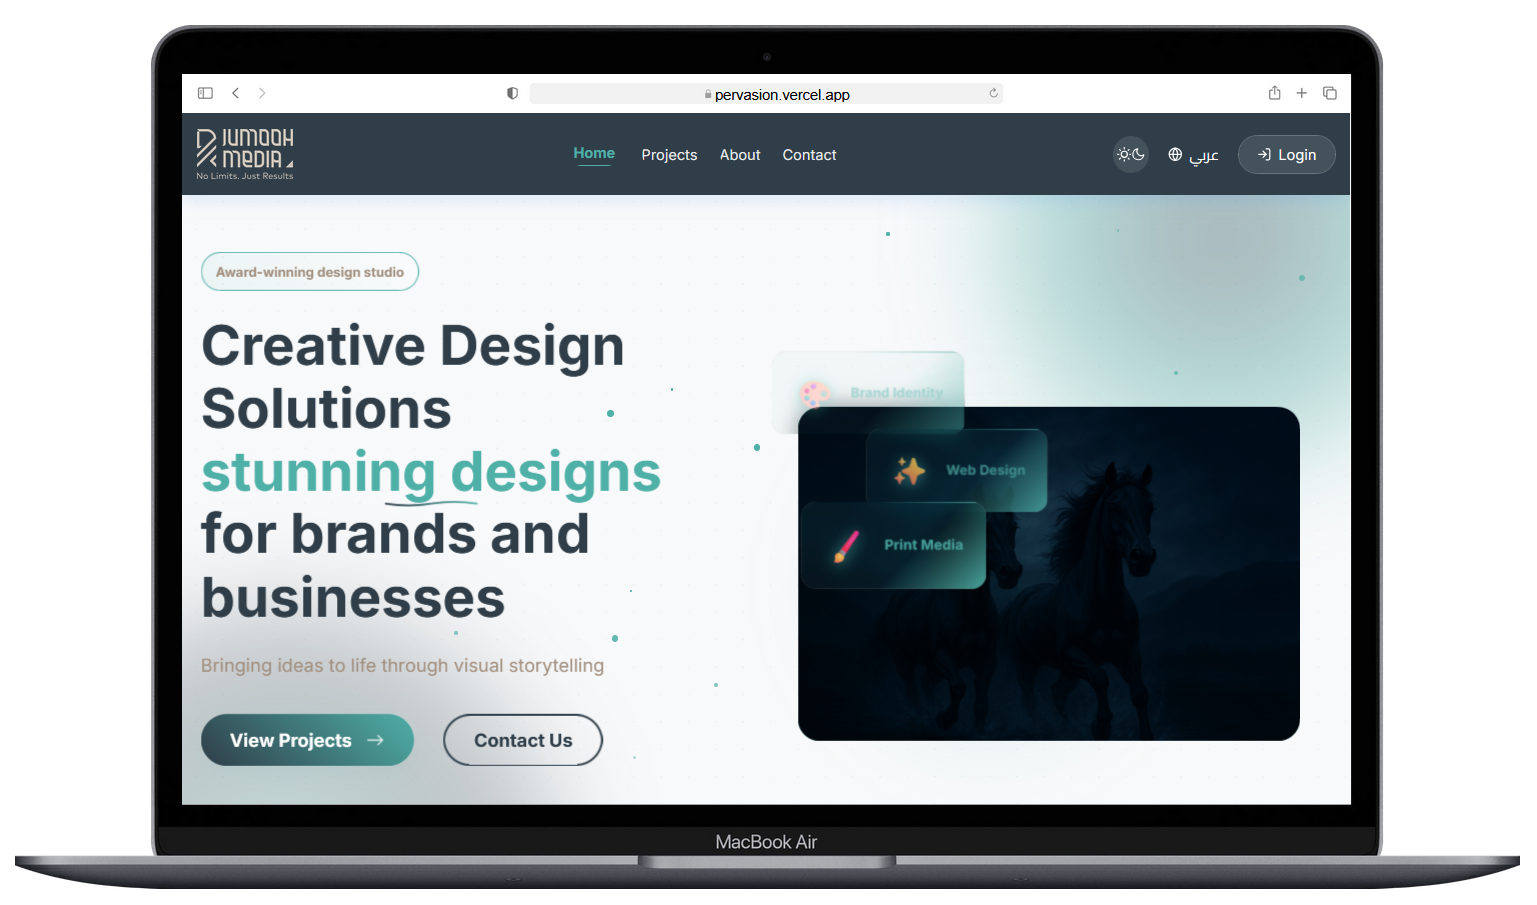 pervasion.vercel.app
JUMOOH
MEDIA
No Limits. Just Results
Home
Projects
About
Contact
عربي
Login
Award-winning design studio
Creative Design
Solutions
stunning designs
for brands and
businesses
Bringing ideas to life through visual storytelling
View Projects →
Contact Us
Brand Identity
Web Design
Print Media
MacBook Air